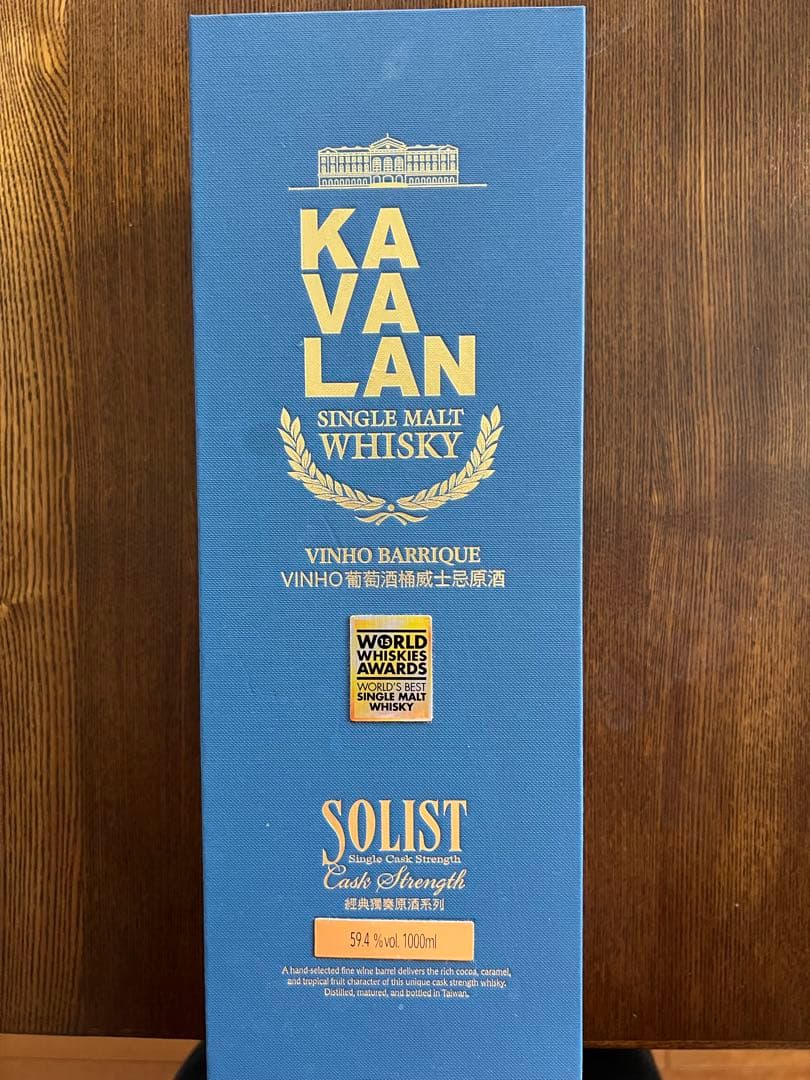 KA
VA
LAN
SINGLE MALT
WHISKY
VINHO BARRIQUE
VINHO葡萄酒桶威士忌原酒
WORLD
15
WHISKIES
AWARDS
WORLD'S BEST
SINGLE MALT
WHISKY
SOLIST
Single Cask Strength
Cask Strength
經典獨奏原酒系列
59.4 %vol. 1000ml
A hand-selected fine wine barrel delivers the rich cocoa, caramel,
and tropical fruit character of this unique cask strength whisky.
Distilled, matured, and bottled in Taiwan.